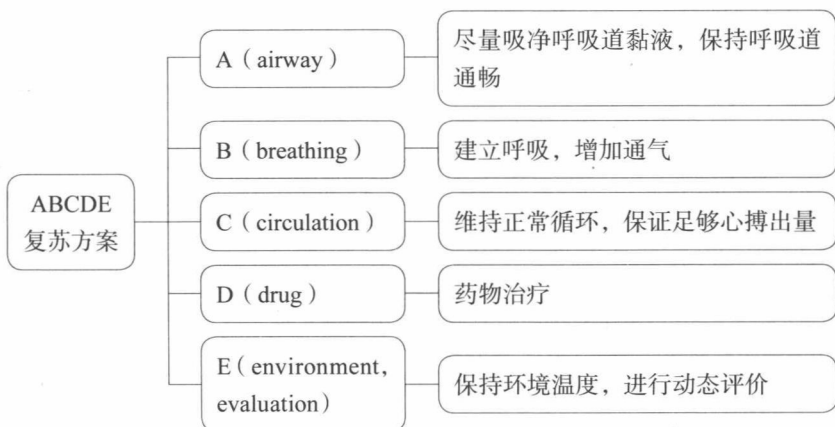 A（airway）
尽量吸净呼吸道黏液，保持呼吸道
通畅
B（breathing）
建立呼吸，增加通气
ABCDE
复苏方案
C（circulation）
维持正常循环，保证足够心搏出量
D（drug）
药物治疗
E（environment,
evaluation）
保持环境温度，进行动态评价